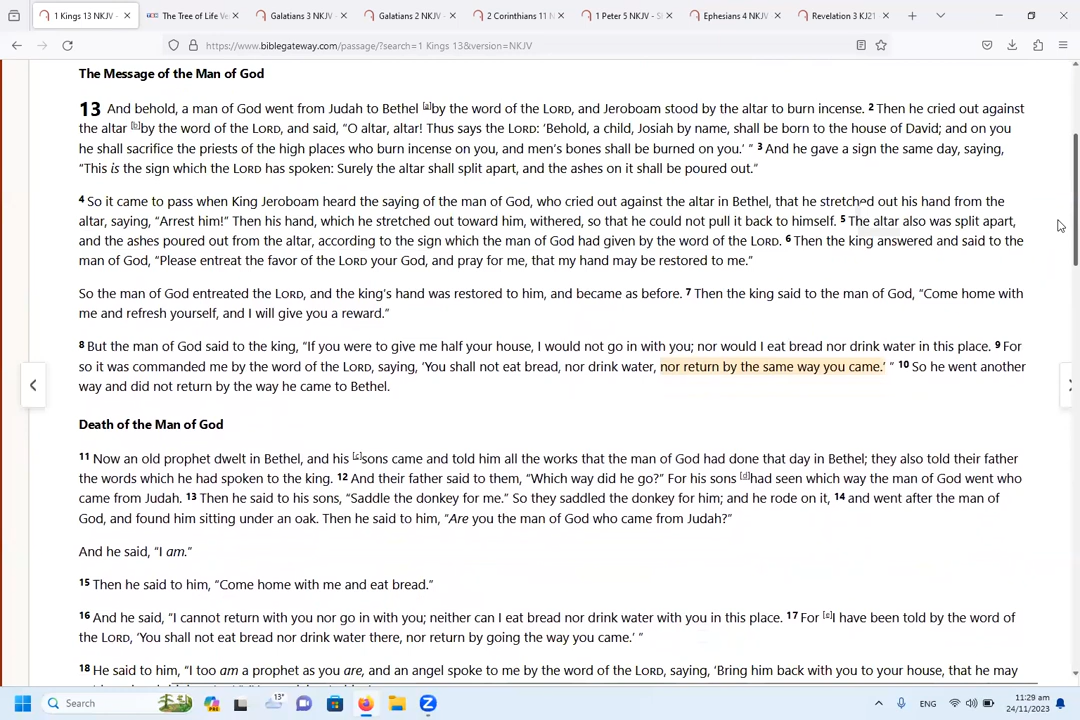 1 Kings 13 NKJV -
The Tree of Life Ve
Galatians 3 NKJV -
Galatians 2 NKJV -
2 Corinthians 11 N
1 Peter 5 NKJV - S
Ephesians 4 NKJV
Revelation 3 KJ21
https://www.biblegateway.com/passage/?search=1 Kings 13&version=NKJV
The Message of the Man of God
13 And behold, a man of God went from Judah to Bethel [a]by the word of the LORD, and Jeroboam stood by the altar to burn incense. 2 Then he cried out against
the altar [b]by the word of the LORD, and said, “O altar, altar! Thus says the LORD: ‘Behold, a child, Josiah by name, shall be born to the house of David; and on you
he shall sacrifice the priests of the high places who burn incense on you, and men’s bones shall be burned on you.’ ” 3 And he gave a sign the same day, saying,
“This is the sign which the LORD has spoken: Surely the altar shall split apart, and the ashes on it shall be poured out.”
4 So it came to pass when King Jeroboam heard the saying of the man of God, who cried out against the altar in Bethel, that he stretched out his hand from the
altar, saying, “Arrest him!” Then his hand, which he stretched out toward him, withered, so that he could not pull it back to himself. 5 The altar also was split apart,
and the ashes poured out from the altar, according to the sign which the man of God had given by the word of the LORD. 6 Then the king answered and said to the
man of God, “Please entreat the favor of the LORD your God, and pray for me, that my hand may be restored to me.”
So the man of God entreated the LORD, and the king’s hand was restored to him, and became as before. 7 Then the king said to the man of God, “Come home with
me and refresh yourself, and I will give you a reward.”
8 But the man of God said to the king, “If you were to give me half your house, I would not go in with you; nor would I eat bread nor drink water in this place. 9 For
so it was commanded me by the word of the LORD, saying, ‘You shall not eat bread, nor drink water, nor return by the same way you came.’ ” 10 So he went another
way and did not return by the way he came to Bethel.
Death of the Man of God
11 Now an old prophet dwelt in Bethel, and his [c]sons came and told him all the works that the man of God had done that day in Bethel; they also told their father
the words which he had spoken to the king. 12 And their father said to them, “Which way did he go?” For his sons [d]had seen which way the man of God went who
came from Judah. 13 Then he said to his sons, “Saddle the donkey for me.” So they saddled the donkey for him; and he rode on it, 14 and went after the man of
God, and found him sitting under an oak. Then he said to him, “Are you the man of God who came from Judah?”
And he said, “I am.”
15 Then he said to him, “Come home with me and eat bread.”
16 And he said, “I cannot return with you nor go in with you; neither can I eat bread nor drink water with you in this place. 17 For [e]I have been told by the word of
the LORD, ‘You shall not eat bread nor drink water there, nor return by going the way you came.’ ”
18 He said to him, “I too am a prophet as you are, and an angel spoke to me by the word of the LORD, saying, ‘Bring him back with you to your house, that he may
Search
13°
ENG
11:29 am
24/11/2023